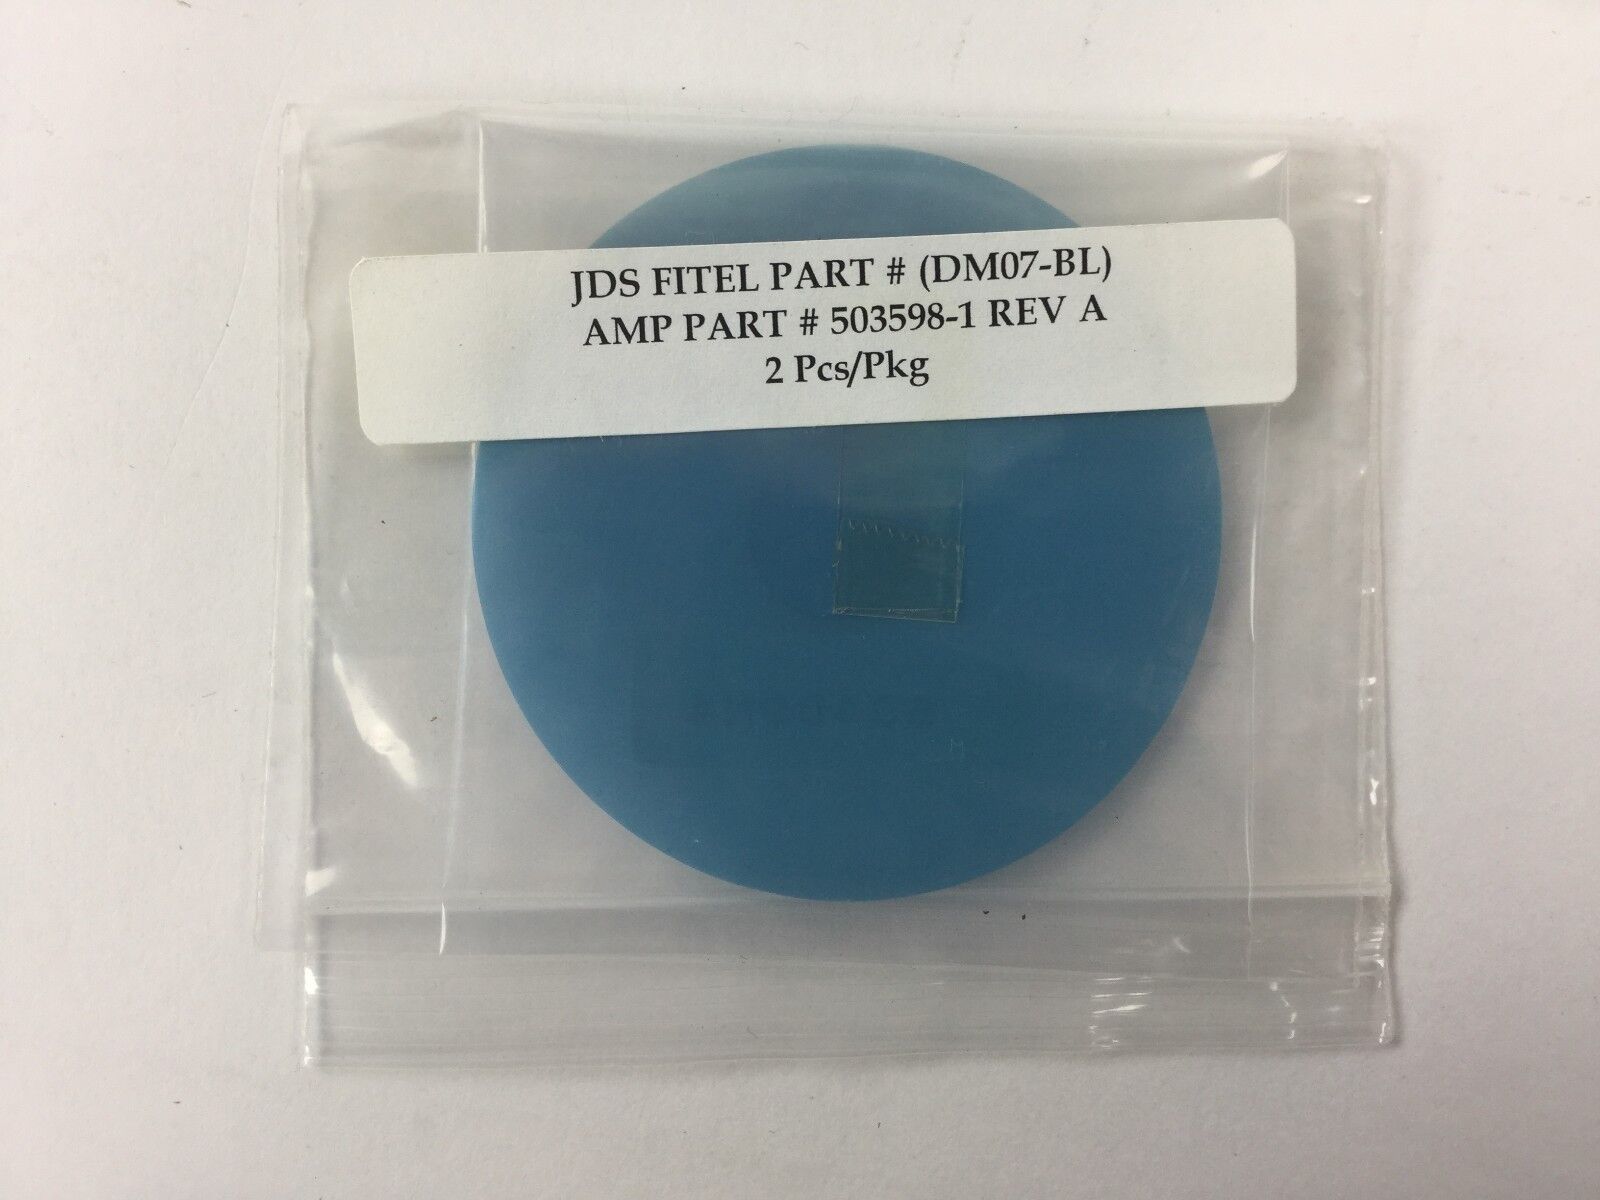 JDS FITEL PART # (DM07-BL)
AMP PART # 503598-1 REV A
2 Pcs/Pkg